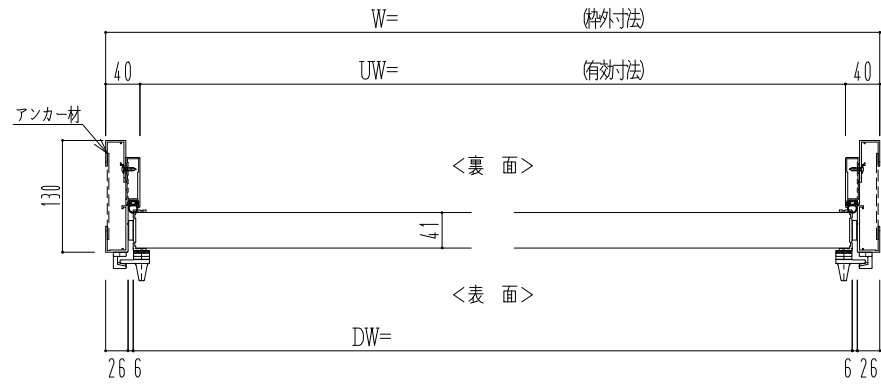 W= (枠外寸法)
40 UW= (有効寸法) 40
アンカー材
<裏 面>
130
41
<表 面>
DW=
26 6 6 26